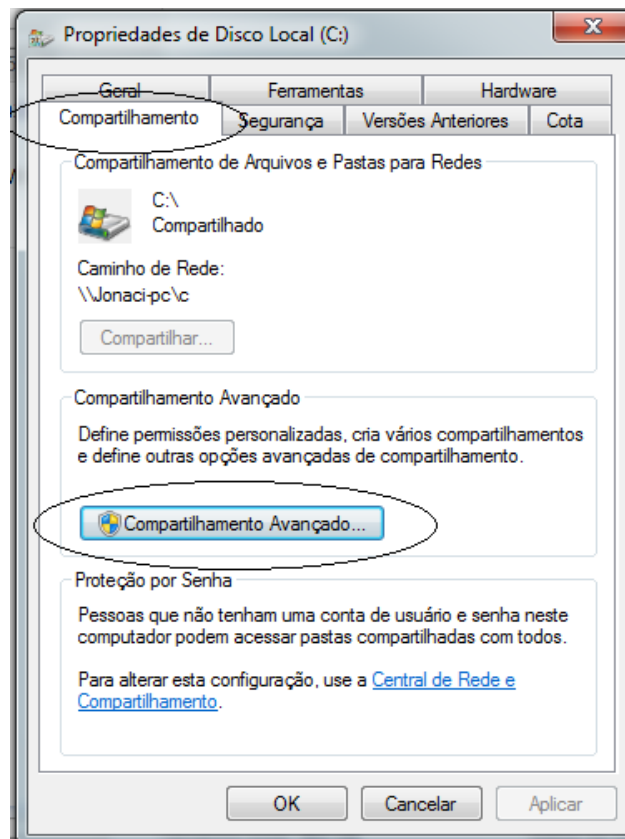 Propriedades de Disco Local (C:)
Geral Ferramentas Hardware
Compartilhamento Segurança Versões Anteriores Cota
Compartilhamento de Arquivos e Pastas para Redes
C:\
Compartilhado
Caminho de Rede:
\\Jonaci-pc\c
Compartilhar...
Compartilhamento Avançado
Define permissões personalizadas, cria vários compartilhamentos
e define outras opções avançadas de compartilhamento.
Compartilhamento Avançado...
Proteção por Senha
Pessoas que não tenham uma conta de usuário e senha neste
computador podem acessar pastas compartilhadas com todos.
Para alterar esta configuração, use a Central de Rede e
Compartilhamento.
OK Cancelar Aplicar